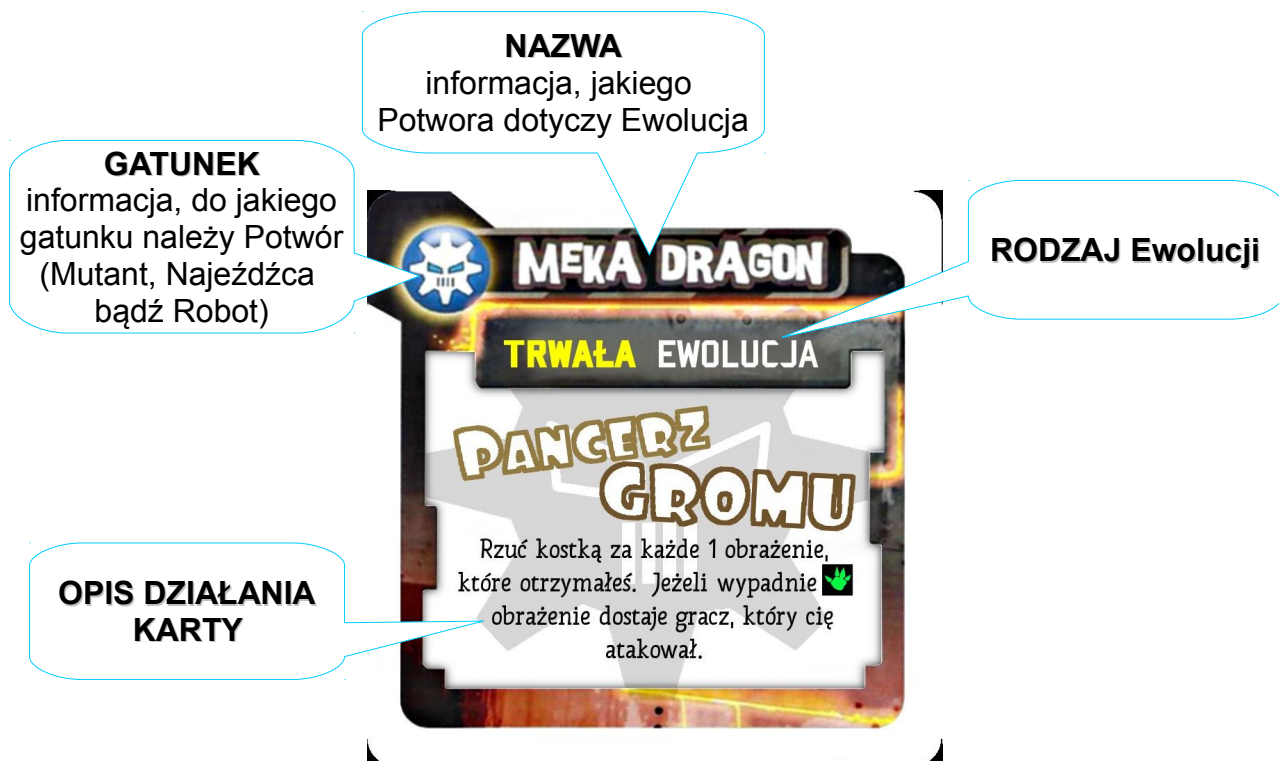 NAZWA
informacja, jakiego
Potwora dotyczy Ewolucja
GATUNEK
informacja, do jakiego
gatunku należy Potwór
(Mutant, Najeźdźca
bądź Robot)
RODZAJ Ewolucji
MEKA DRAGON
TRWAŁA EWOLUCJA
PANCERZ
GROMU
Rzuć kostką za każde 1 obrażenie,
które otrzymałeś. Jeżeli wypadnie
obrażenie dostaje gracz, który cię
atakował.
OPIS DZIAŁANIA
KARTY